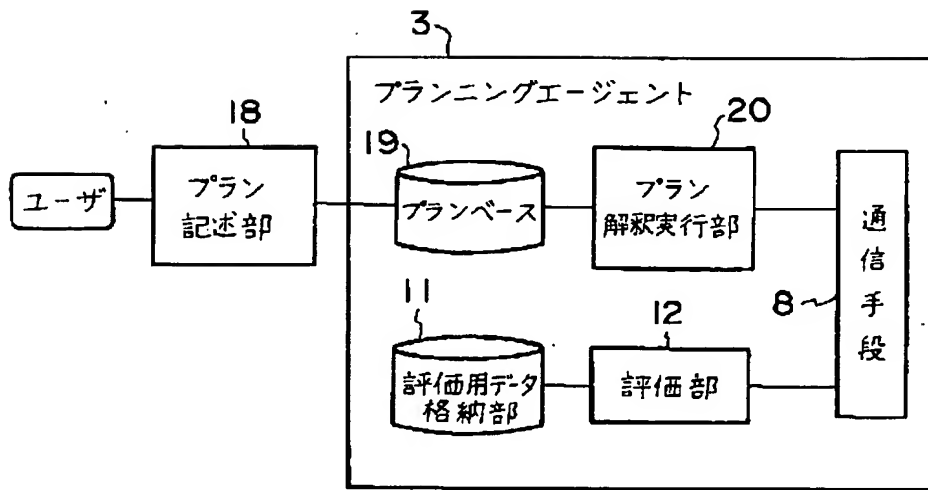 3
プランニングエージェント
18
19
20
ユーザ
プラン
記述部
プランベース
プラン
解釈実行部
通信手段
8
11
12
評価用データ
格納部
評価部